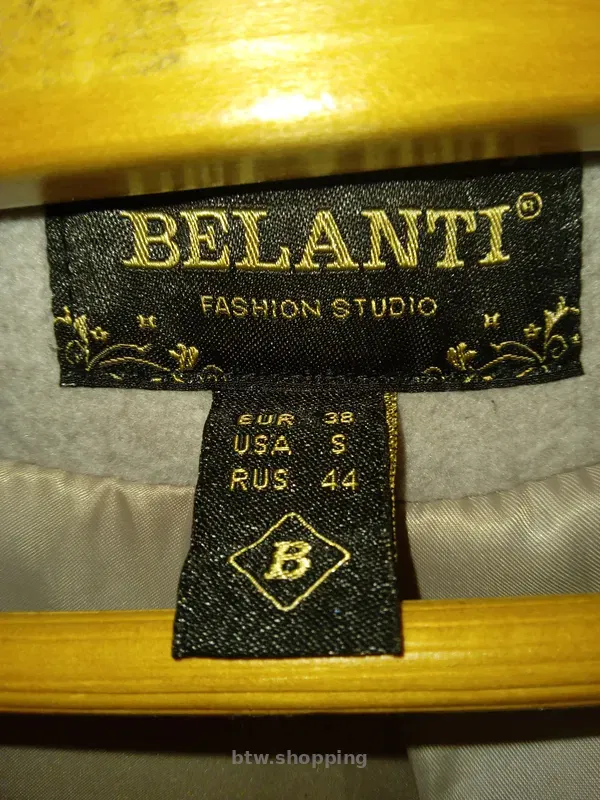 BELANTI®
FASHION STUDIO
EUR 38
USA S
RUS 44
B
btw.shopping